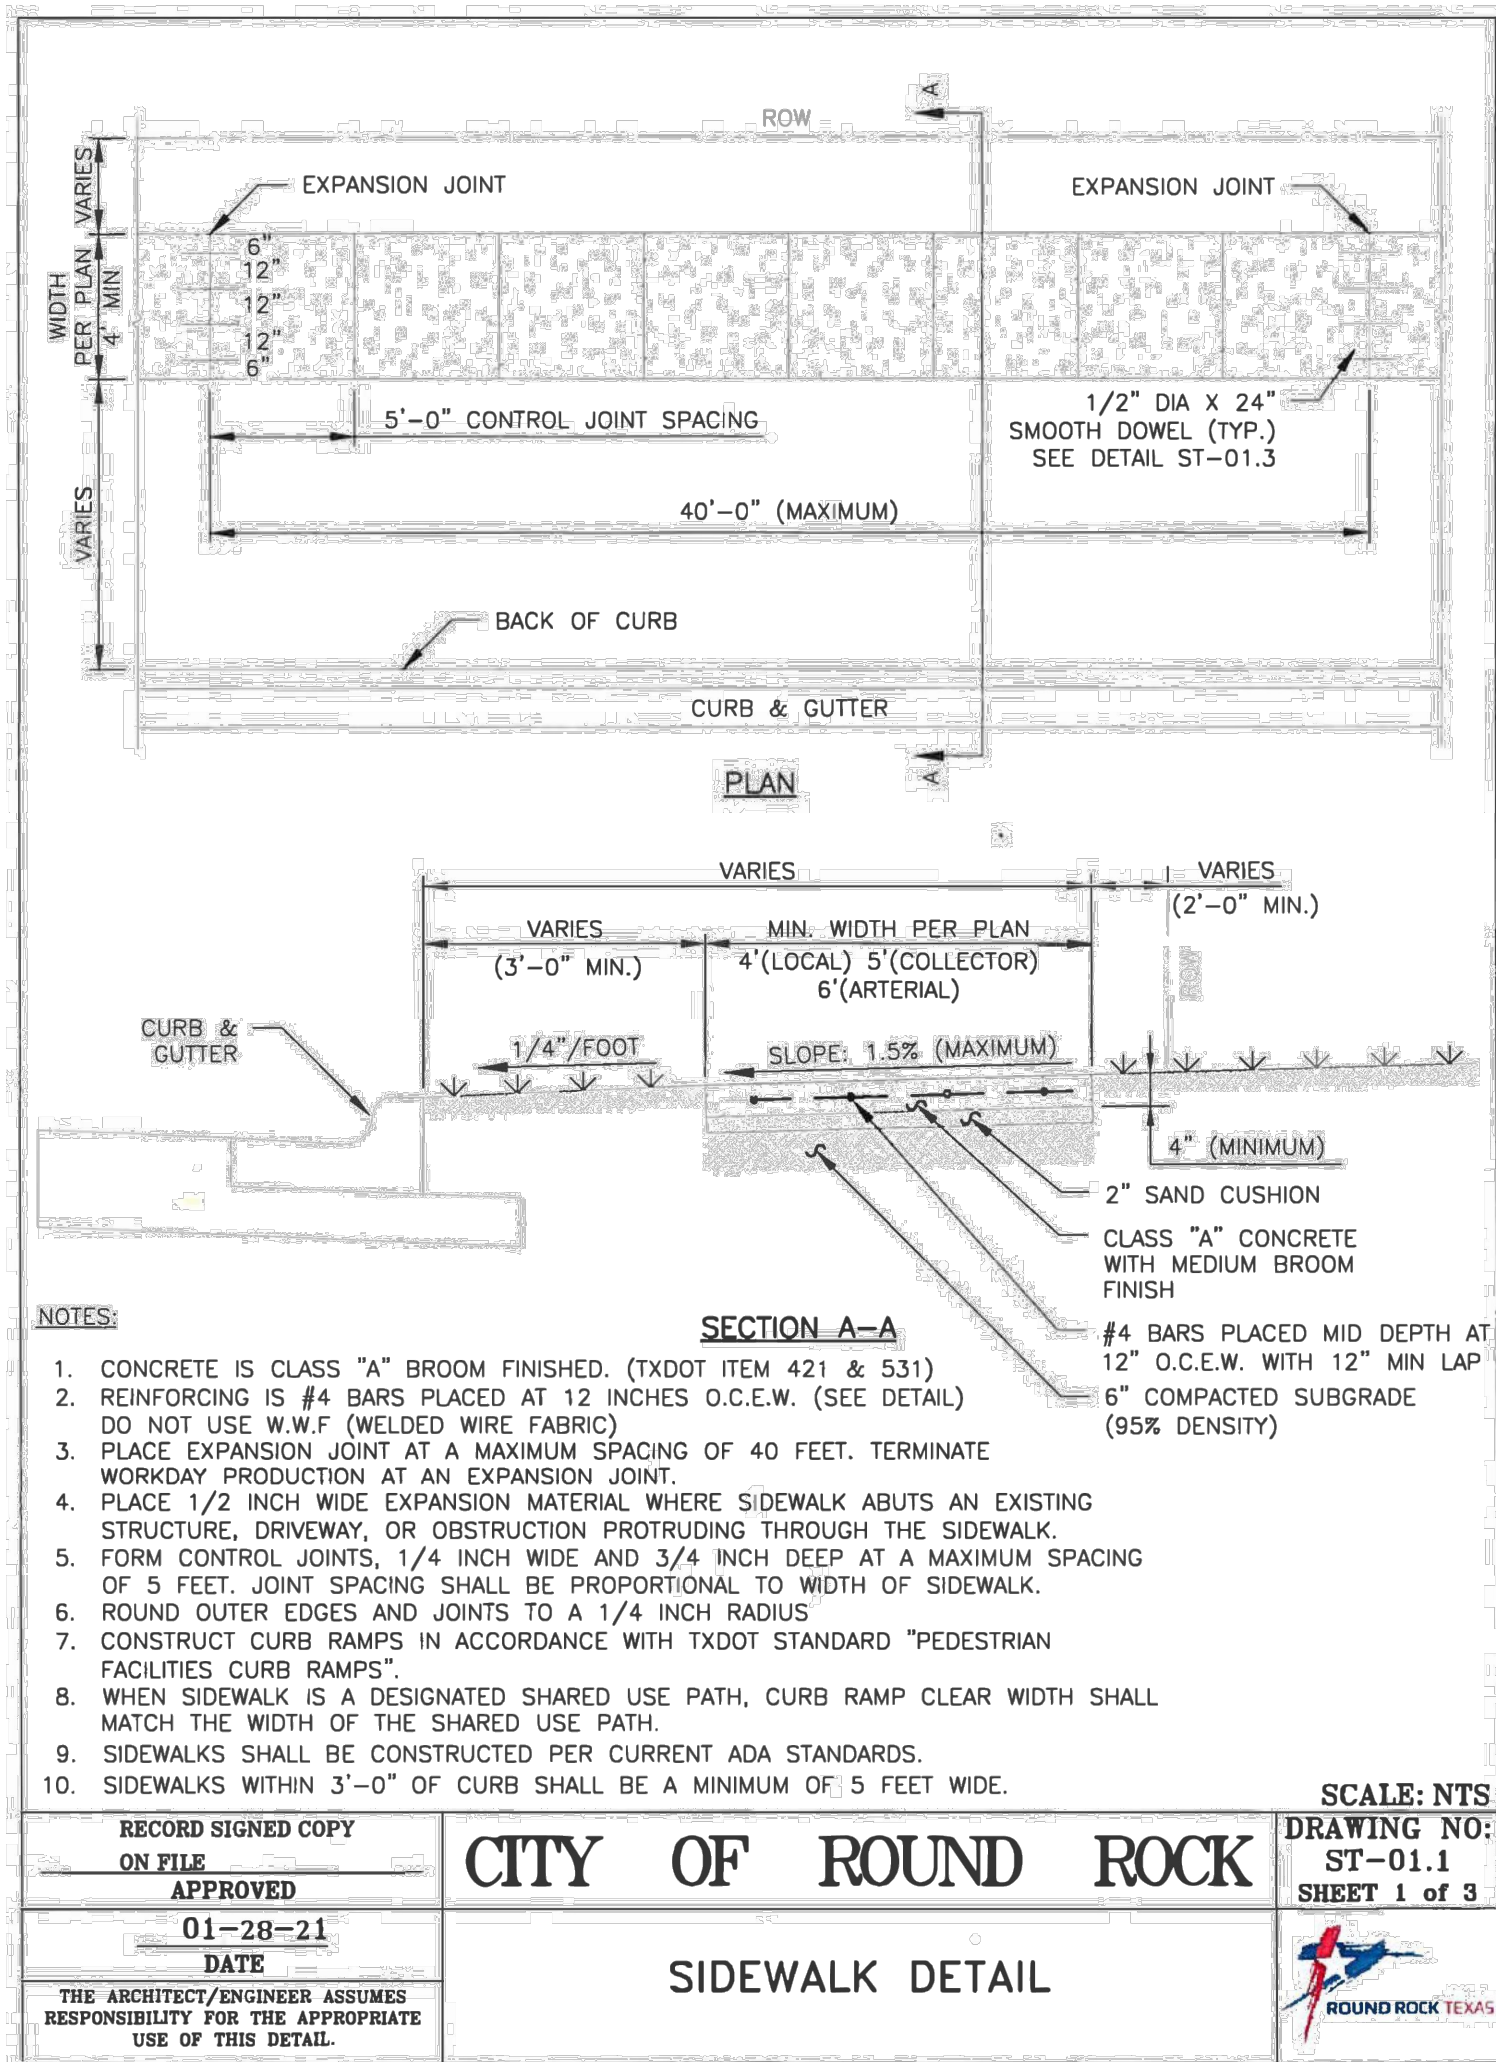 A
ROW
EXPANSION JOINT
EXPANSION JOINT
VARIES
WIDTH
PER PLAN
4' MIN
6"
12"
12"
12"
6"
1/2" DIA X 24"
SMOOTH DOWEL (TYP.)
SEE DETAIL ST-01.3
5'-0" CONTROL JOINT SPACING
40'-0" (MAXIMUM)
VARIES
BACK OF CURB
CURB & GUTTER
A
PLAN
VARIES
VARIES
(2'-0" MIN.)
VARIES
(3'-0" MIN.)
MIN. WIDTH PER PLAN
4'(LOCAL) 5'(COLLECTOR)
6'(ARTERIAL)
ROW
CURB &
GUTTER
1/4"/FOOT
SLOPE: 1.5% (MAXIMUM)
4" (MINIMUM)
2" SAND CUSHION
CLASS "A" CONCRETE
WITH MEDIUM BROOM
FINISH
#4 BARS PLACED MID DEPTH AT
12" O.C.E.W. WITH 12" MIN LAP
6" COMPACTED SUBGRADE
(95% DENSITY)
SECTION A-A
NOTES:
1. CONCRETE IS CLASS "A" BROOM FINISHED. (TXDOT ITEM 421 & 531)
2. REINFORCING IS #4 BARS PLACED AT 12 INCHES O.C.E.W. (SEE DETAIL)
DO NOT USE W.W.F (WELDED WIRE FABRIC)
3. PLACE EXPANSION JOINT AT A MAXIMUM SPACING OF 40 FEET. TERMINATE
WORKDAY PRODUCTION AT AN EXPANSION JOINT.
4. PLACE 1/2 INCH WIDE EXPANSION MATERIAL WHERE SIDEWALK ABUTS AN EXISTING
STRUCTURE, DRIVEWAY, OR OBSTRUCTION PROTRUDING THROUGH THE SIDEWALK.
5. FORM CONTROL JOINTS, 1/4 INCH WIDE AND 3/4 INCH DEEP AT A MAXIMUM SPACING
OF 5 FEET. JOINT SPACING SHALL BE PROPORTIONAL TO WIDTH OF SIDEWALK.
6. ROUND OUTER EDGES AND JOINTS TO A 1/4 INCH RADIUS
7. CONSTRUCT CURB RAMPS IN ACCORDANCE WITH TXDOT STANDARD "PEDESTRIAN
FACILITIES CURB RAMPS".
8. WHEN SIDEWALK IS A DESIGNATED SHARED USE PATH, CURB RAMP CLEAR WIDTH SHALL
MATCH THE WIDTH OF THE SHARED USE PATH.
9. SIDEWALKS SHALL BE CONSTRUCTED PER CURRENT ADA STANDARDS.
10. SIDEWALKS WITHIN 3'-0" OF CURB SHALL BE A MINIMUM OF 5 FEET WIDE.
SCALE: NTS
RECORD SIGNED COPY
ON FILE
APPROVED
01-28-21
DATE
THE ARCHITECT/ENGINEER ASSUMES
RESPONSIBILITY FOR THE APPROPRIATE
USE OF THIS DETAIL.
CITY OF ROUND ROCK
SIDEWALK DETAIL
DRAWING NO:
ST-01.1
SHEET 1 of 3
ROUND ROCK TEXAS